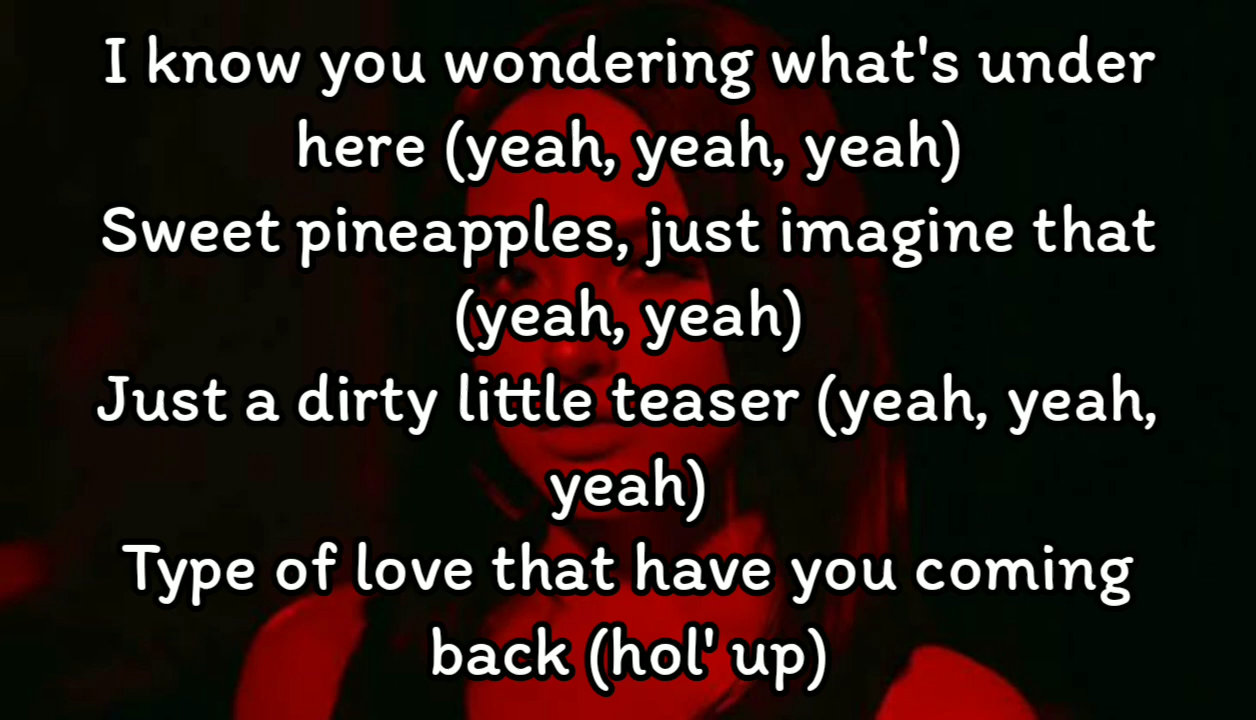 I know you wondering what's under
here (yeah, yeah, yeah)
Sweet pineapples, just imagine that
(yeah, yeah)
Just a dirty little teaser (yeah, yeah,
yeah)
Type of love that have you coming
back (hol' up)